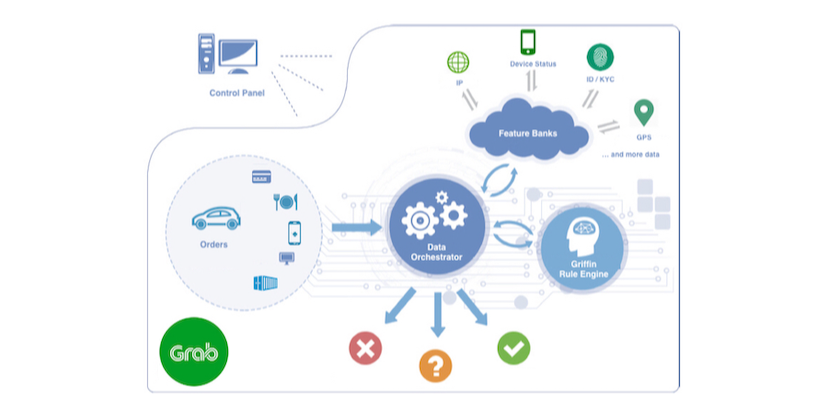 Control Panel
IP
Device Status
ID / KYC
GPS
... and more data
Feature Banks
Orders
Data
Orchestrator
Griffin
Rule Engine
Grab
?